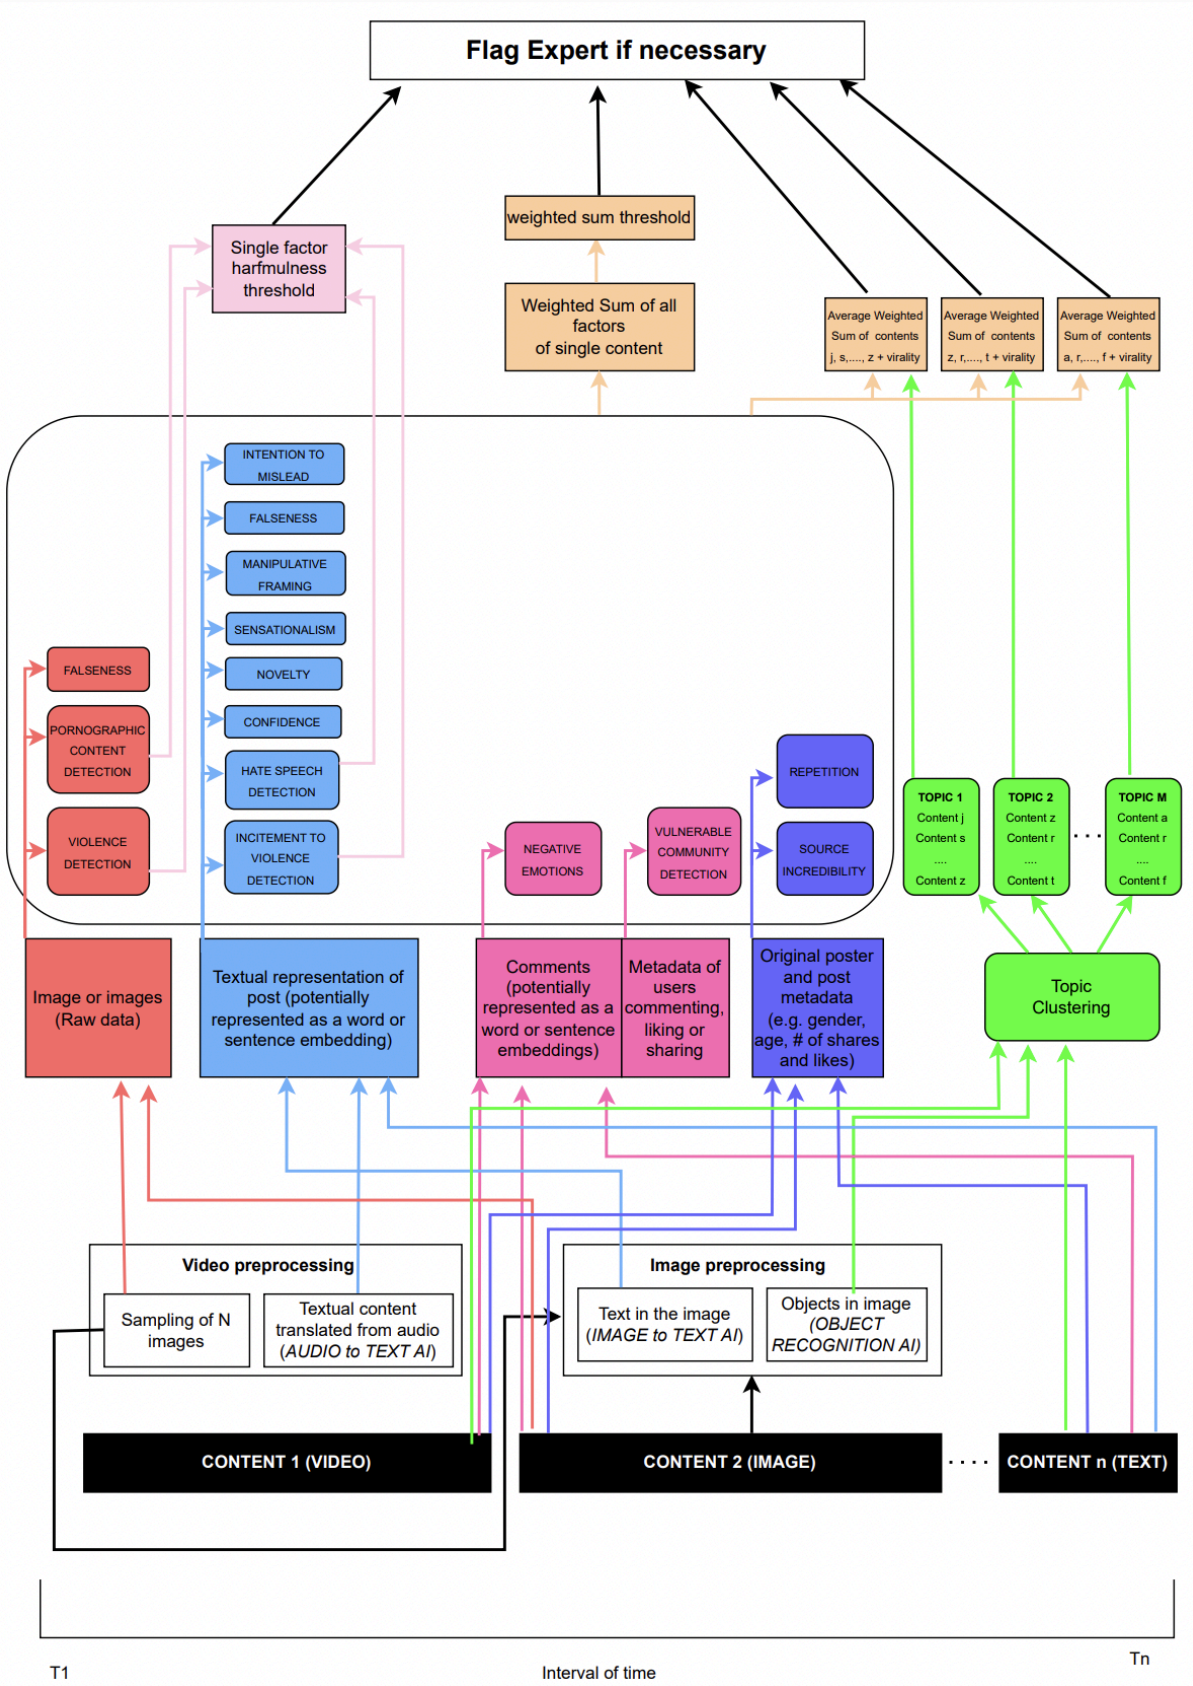 Flag Expert if necessary
weighted sum threshold
Single factor
harfmulness
threshold
Weighted Sum of all
factors
of single content
Average Weighted
Sum of contents
j, s,...., z + virality
Average Weighted
Sum of contents
z, r,...., t + virality
Average Weighted
Sum of contents
a, r,...., f + virality
INTENTION TO
MISLEAD
FALSENESS
MANIPULATIVE
FRAMING
SENSATIONALISM
NOVELTY
CONFIDENCE
HATE SPEECH
DETECTION
INCITEMENT TO
VIOLENCE
DETECTION
FALSENESS
PORNOGRAPHIC
CONTENT
DETECTION
VIOLENCE
DETECTION
NEGATIVE
EMOTIONS
VULNERABLE
COMMUNITY
DETECTION
REPETITION
SOURCE
INCREDIBILITY
TOPIC 1
Content j
Content s
....
Content z
TOPIC 2
Content z
Content r
....
Content t
. . .
TOPIC M
Content a
Content r
....
Content f
Image or images
(Raw data)
Textual representation of
post (potentially
represented as a word or
sentence embedding)
Comments
(potentially
represented as a
word or sentence
embeddings)
Metadata of
users
commenting,
liking or
sharing
Original poster
and post
metadata
(e.g. gender,
age, # of shares
and likes)
Topic
Clustering
Video preprocessing
Sampling of N
images
Textual content
translated from audio
(AUDIO to TEXT AI)
Image preprocessing
Text in the image
(IMAGE to TEXT AI)
Objects in image
(OBJECT
RECOGNITION AI)
CONTENT 1 (VIDEO)
CONTENT 2 (IMAGE)
. . . .
CONTENT n (TEXT)
T1
Interval of time
Tn